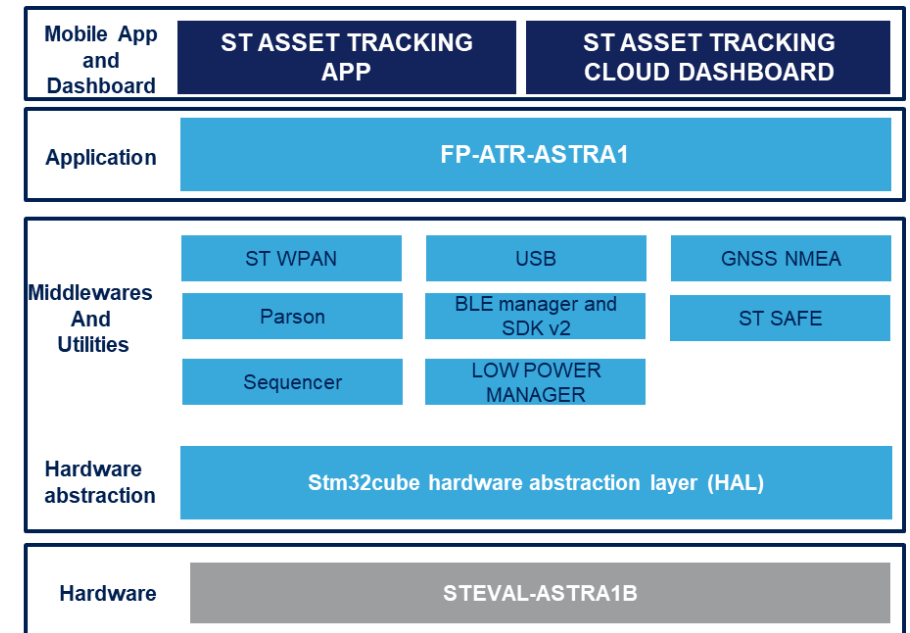 Mobile App
and
Dashboard
ST ASSET TRACKING
APP
ST ASSET TRACKING
CLOUD DASHBOARD
Application
FP-ATR-ASTRA1
Middlewares
And
Utilities
ST WPAN
USB
GNSS NMEA
Parson
BLE manager and
SDK v2
ST SAFE
Sequencer
LOW POWER
MANAGER
Hardware
abstraction
Stm32cube hardware abstraction layer (HAL)
Hardware
STEVAL-ASTRA1B